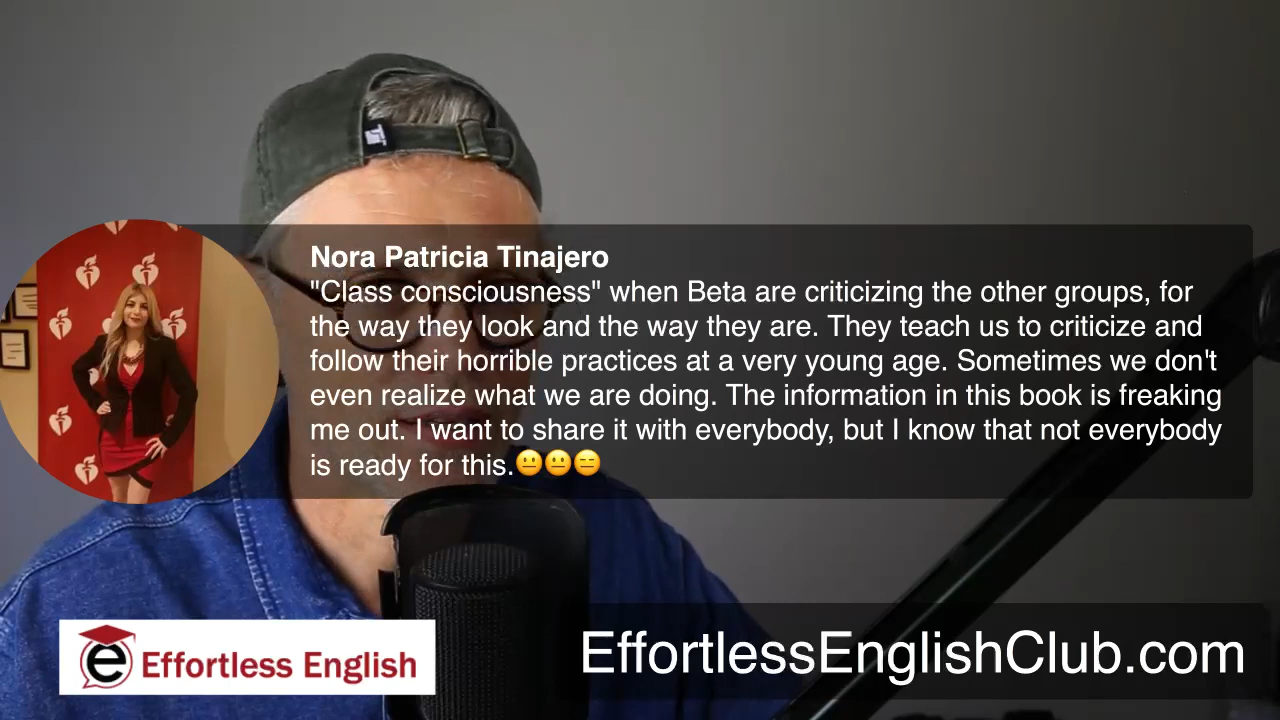 Nora Patricia Tinajero
"Class consciousness" when Beta are criticizing the other groups, for
the way they look and the way they are. They teach us to criticize and
follow their horrible practices at a very young age. Sometimes we don't
even realize what we are doing. The information in this book is freaking
me out. I want to share it with everybody, but I know that not everybody
is ready for this.😐😐😑
e Effortless English
EffortlessEnglishClub.com